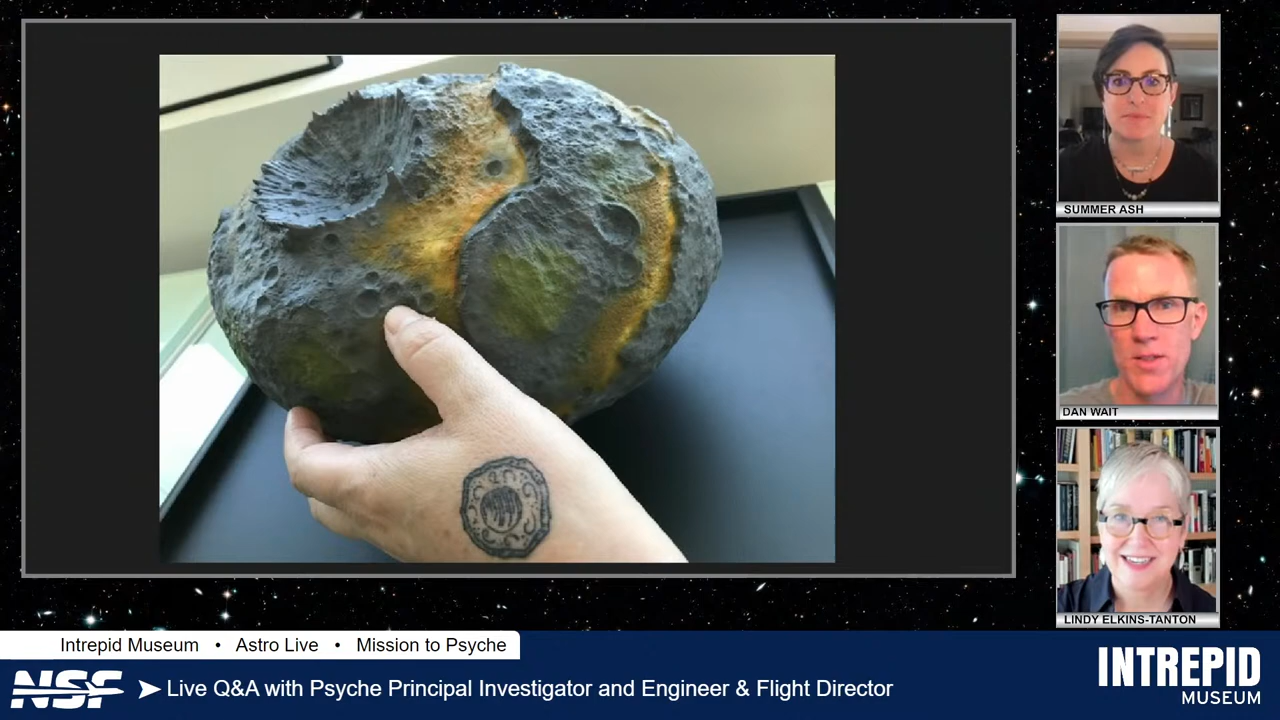 SUMMER ASH
DAN WAIT
LINDY ELKINS-TANTON
Intrepid Museum • Astro Live • Mission to Psyche
NSF
Live Q&A with Psyche Principal Investigator and Engineer & Flight Director
INTREPID
MUSEUM